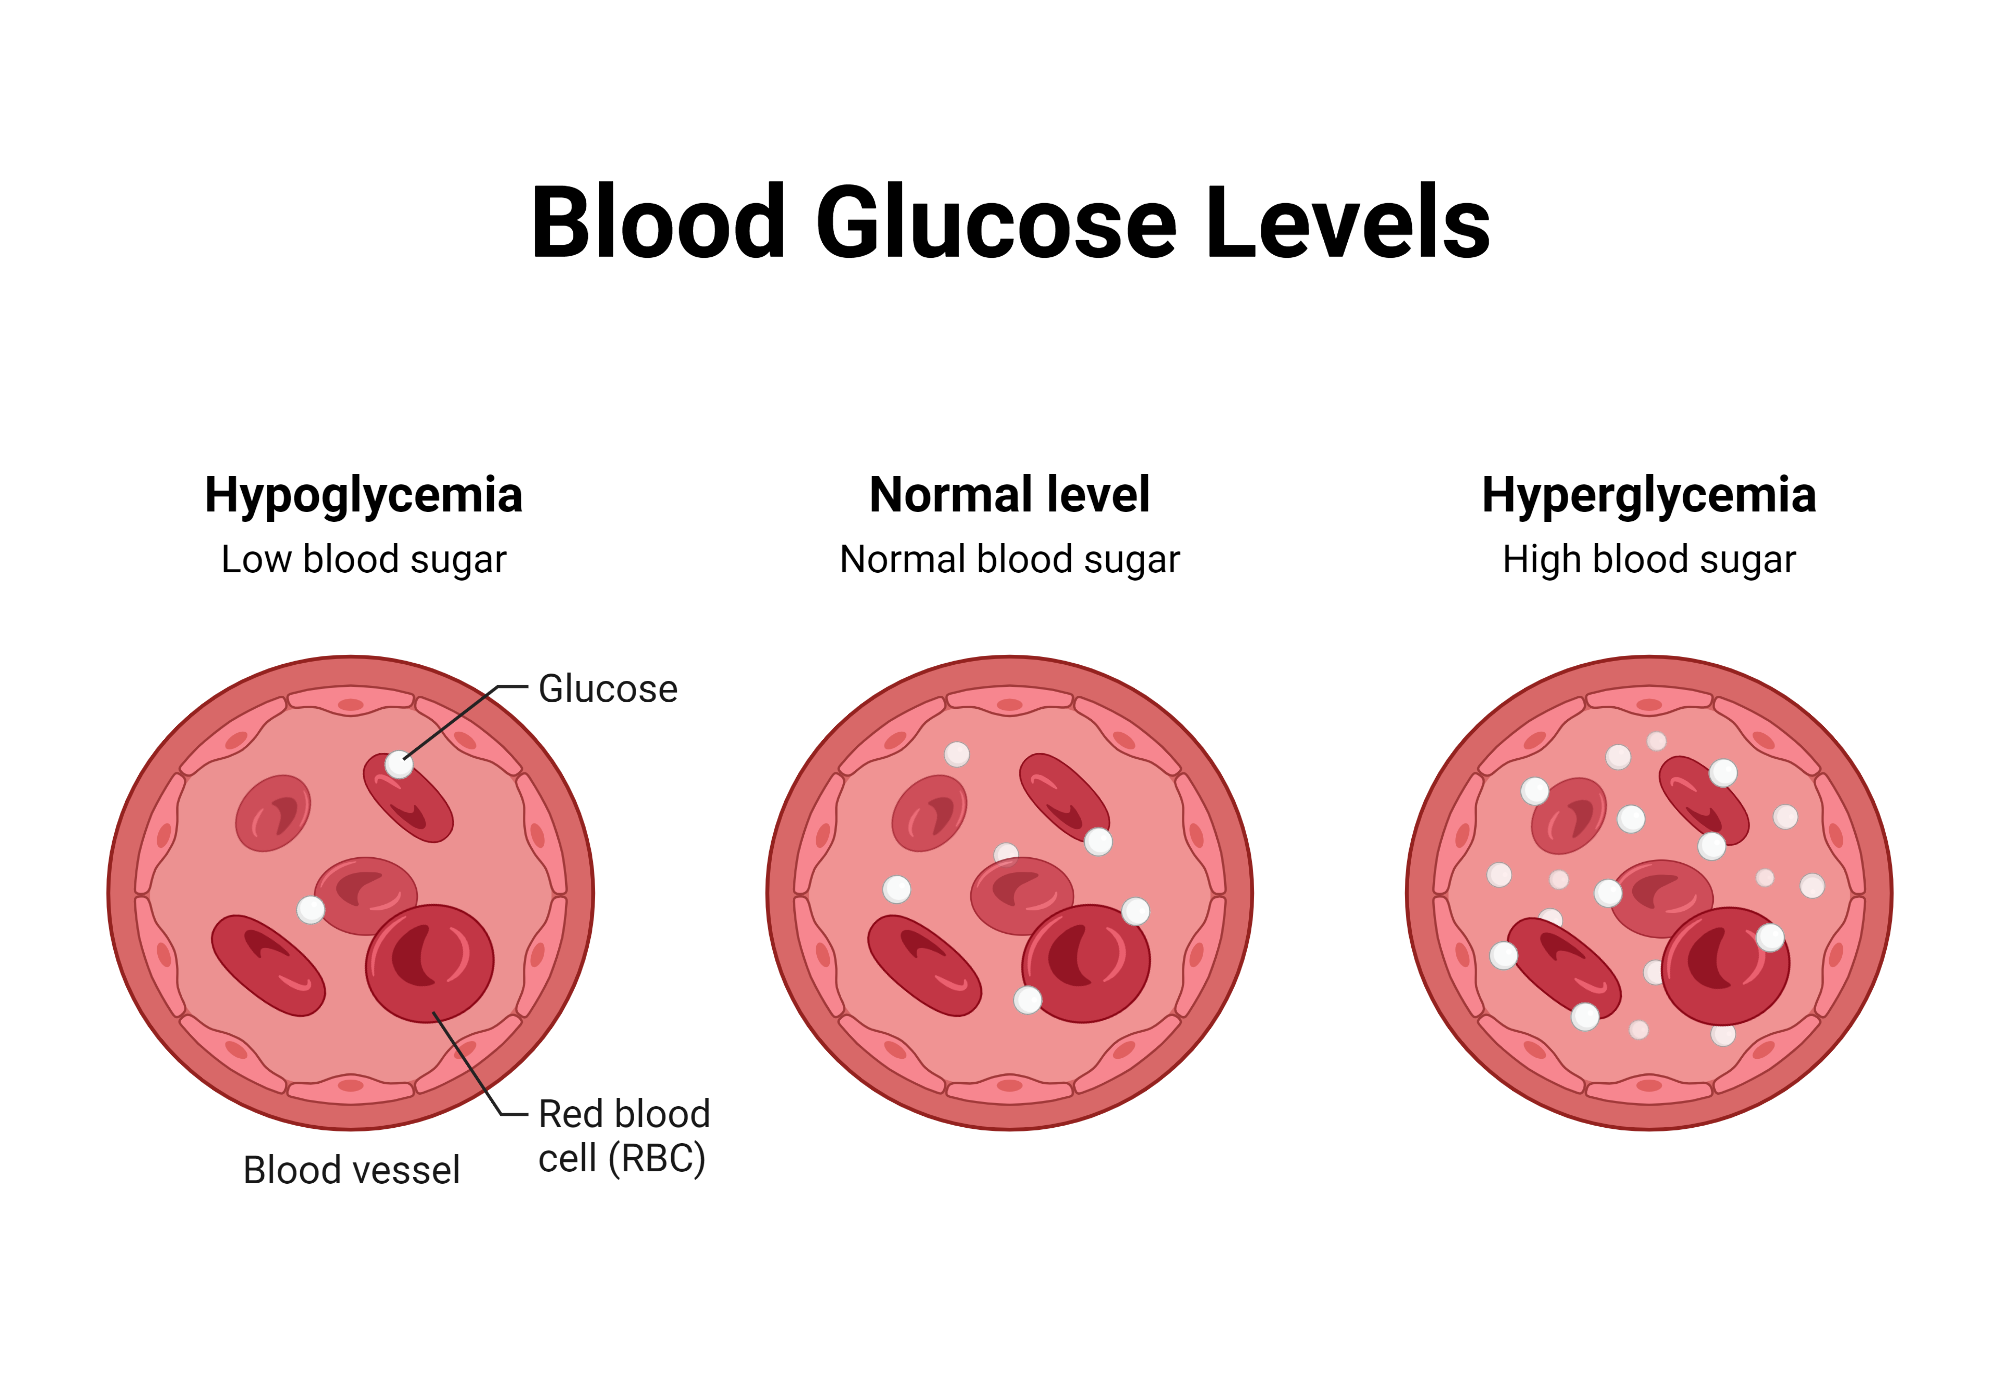 Blood Glucose Levels
Hypoglycemia
Low blood sugar
Normal level
Normal blood sugar
Hyperglycemia
High blood sugar
Glucose
Red blood
cell (RBC)
Blood vessel